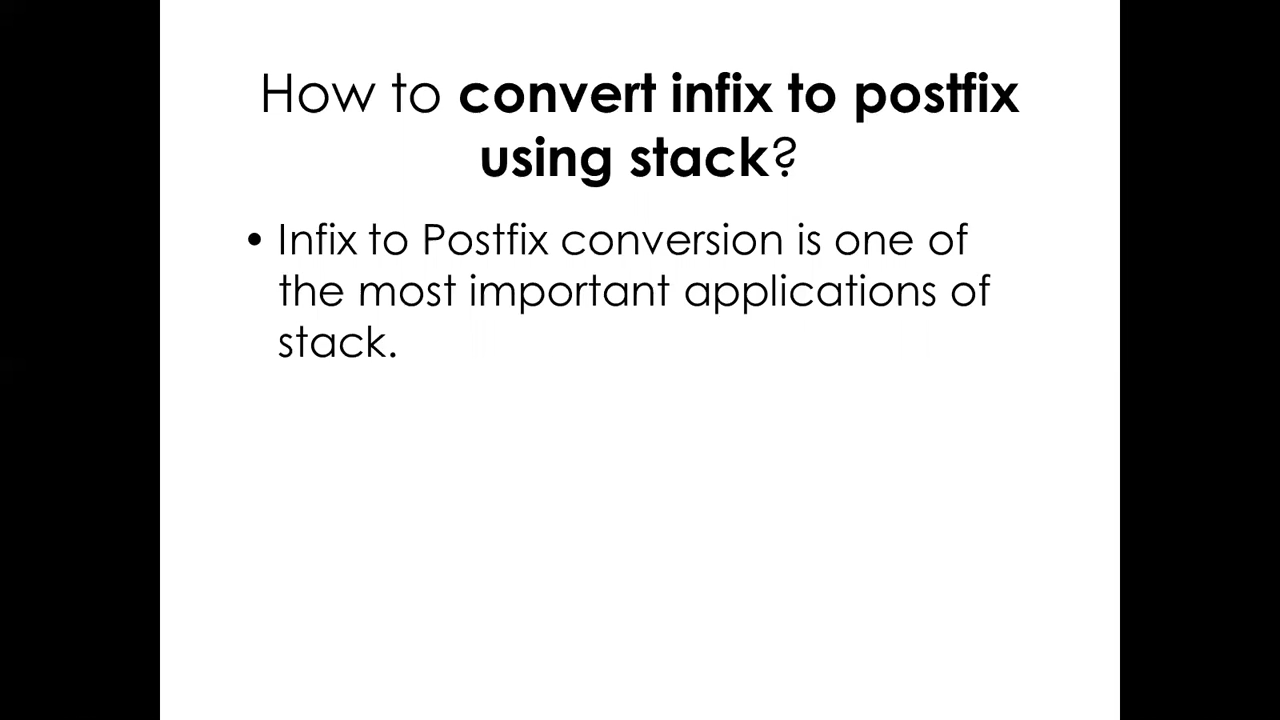 How to convert infix to postfix
using stack?
• Infix to Postfix conversion is one of
the most important applications of
stack.